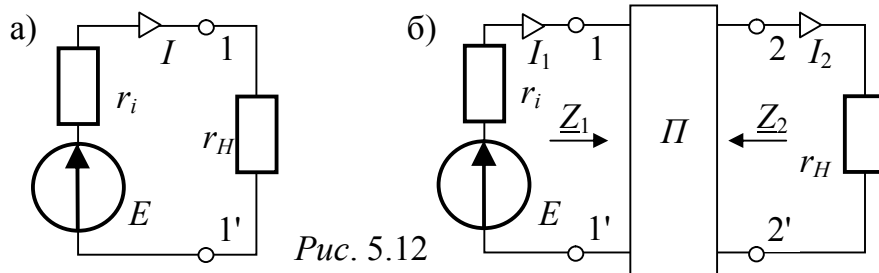 а)
I
1
r_i
r_H
E
1'
Рис. 5.12
б)
I_1
1
2
I_2
r_i
Z_1
П
Z_2
r_H
E
1'
2'